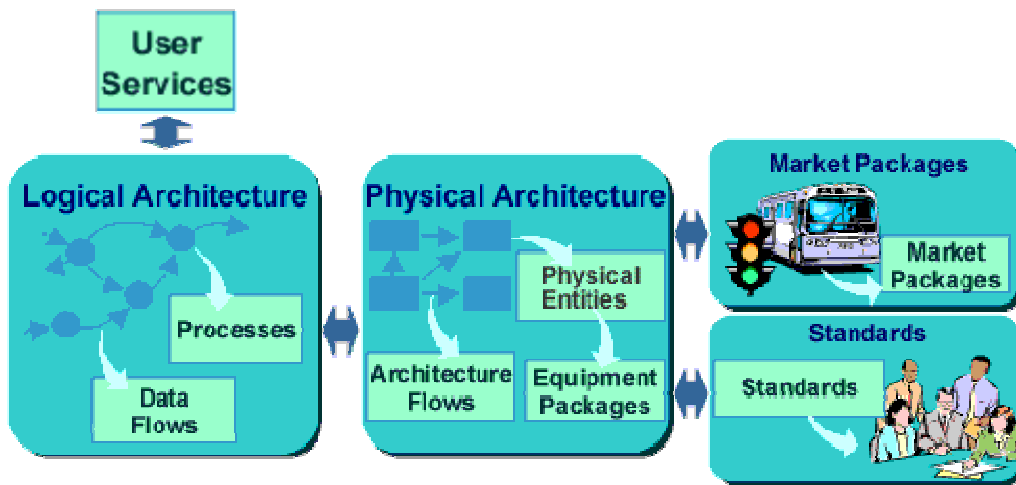 User
Services
Logical Architecture
Processes
Data
Flows
Physical Architecture
Physical
Entities
Architecture
Flows
Equipment
Packages
Market Packages
Market
Packages
Standards
Standards